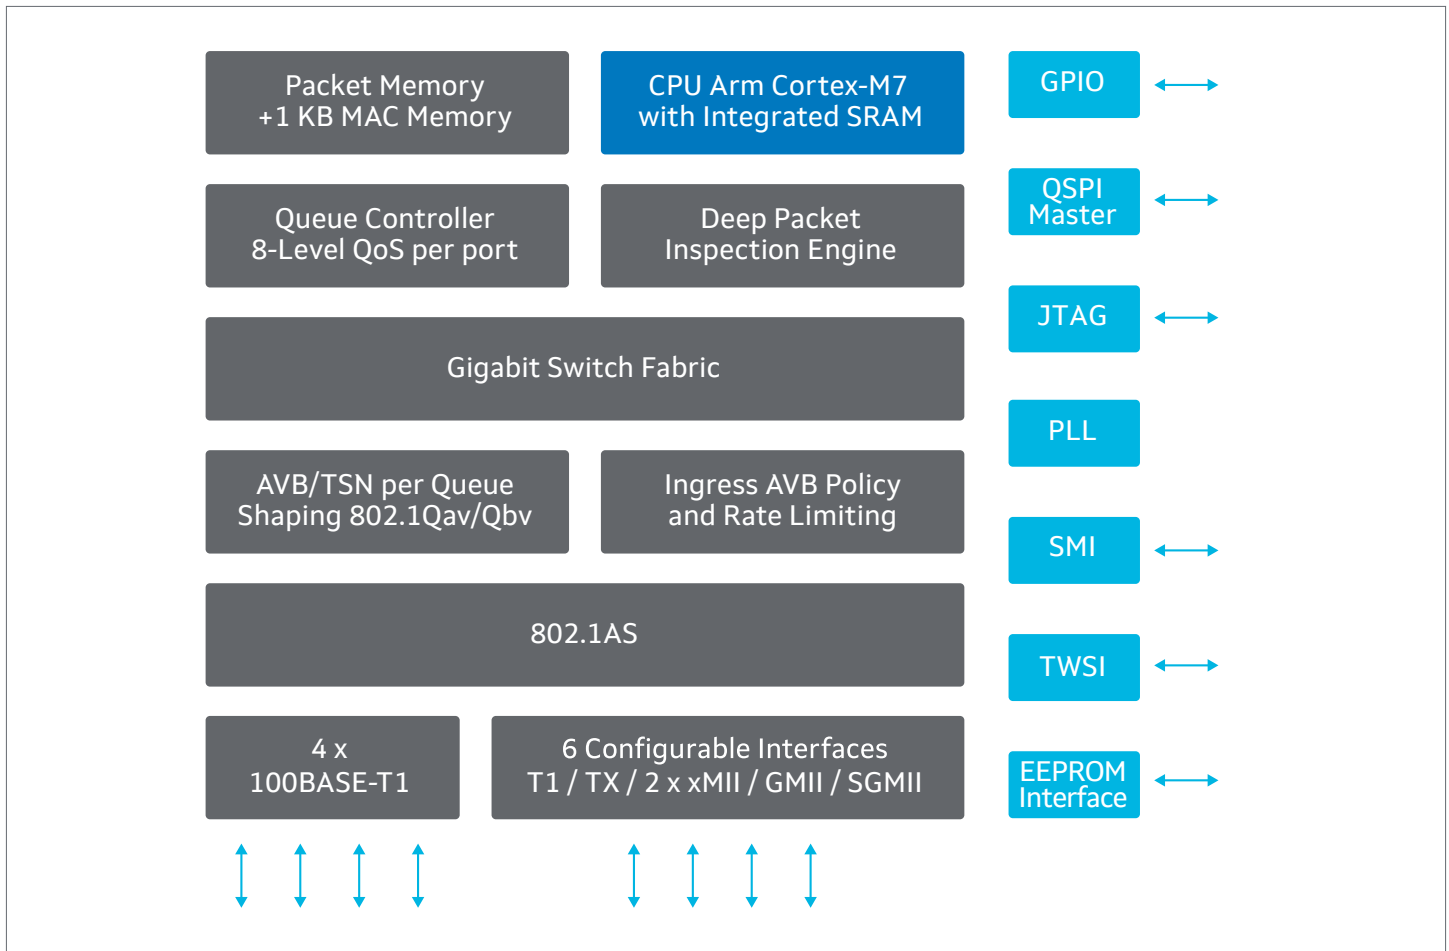 Packet Memory
+1 KB MAC Memory
CPU Arm Cortex-M7
with Integrated SRAM
GPIO
QSPI
Master
Queue Controller
8-Level QoS per port
Deep Packet
Inspection Engine
JTAG
Gigabit Switch Fabric
PLL
AVB/TSN per Queue
Shaping 802.1Qav/Qbv
Ingress AVB Policy
and Rate Limiting
SMI
802.1AS
TWSI
4 x
100BASE-T1
6 Configurable Interfaces
T1 / TX / 2 x xMII / GMII / SGMII
EEPROM
Interface